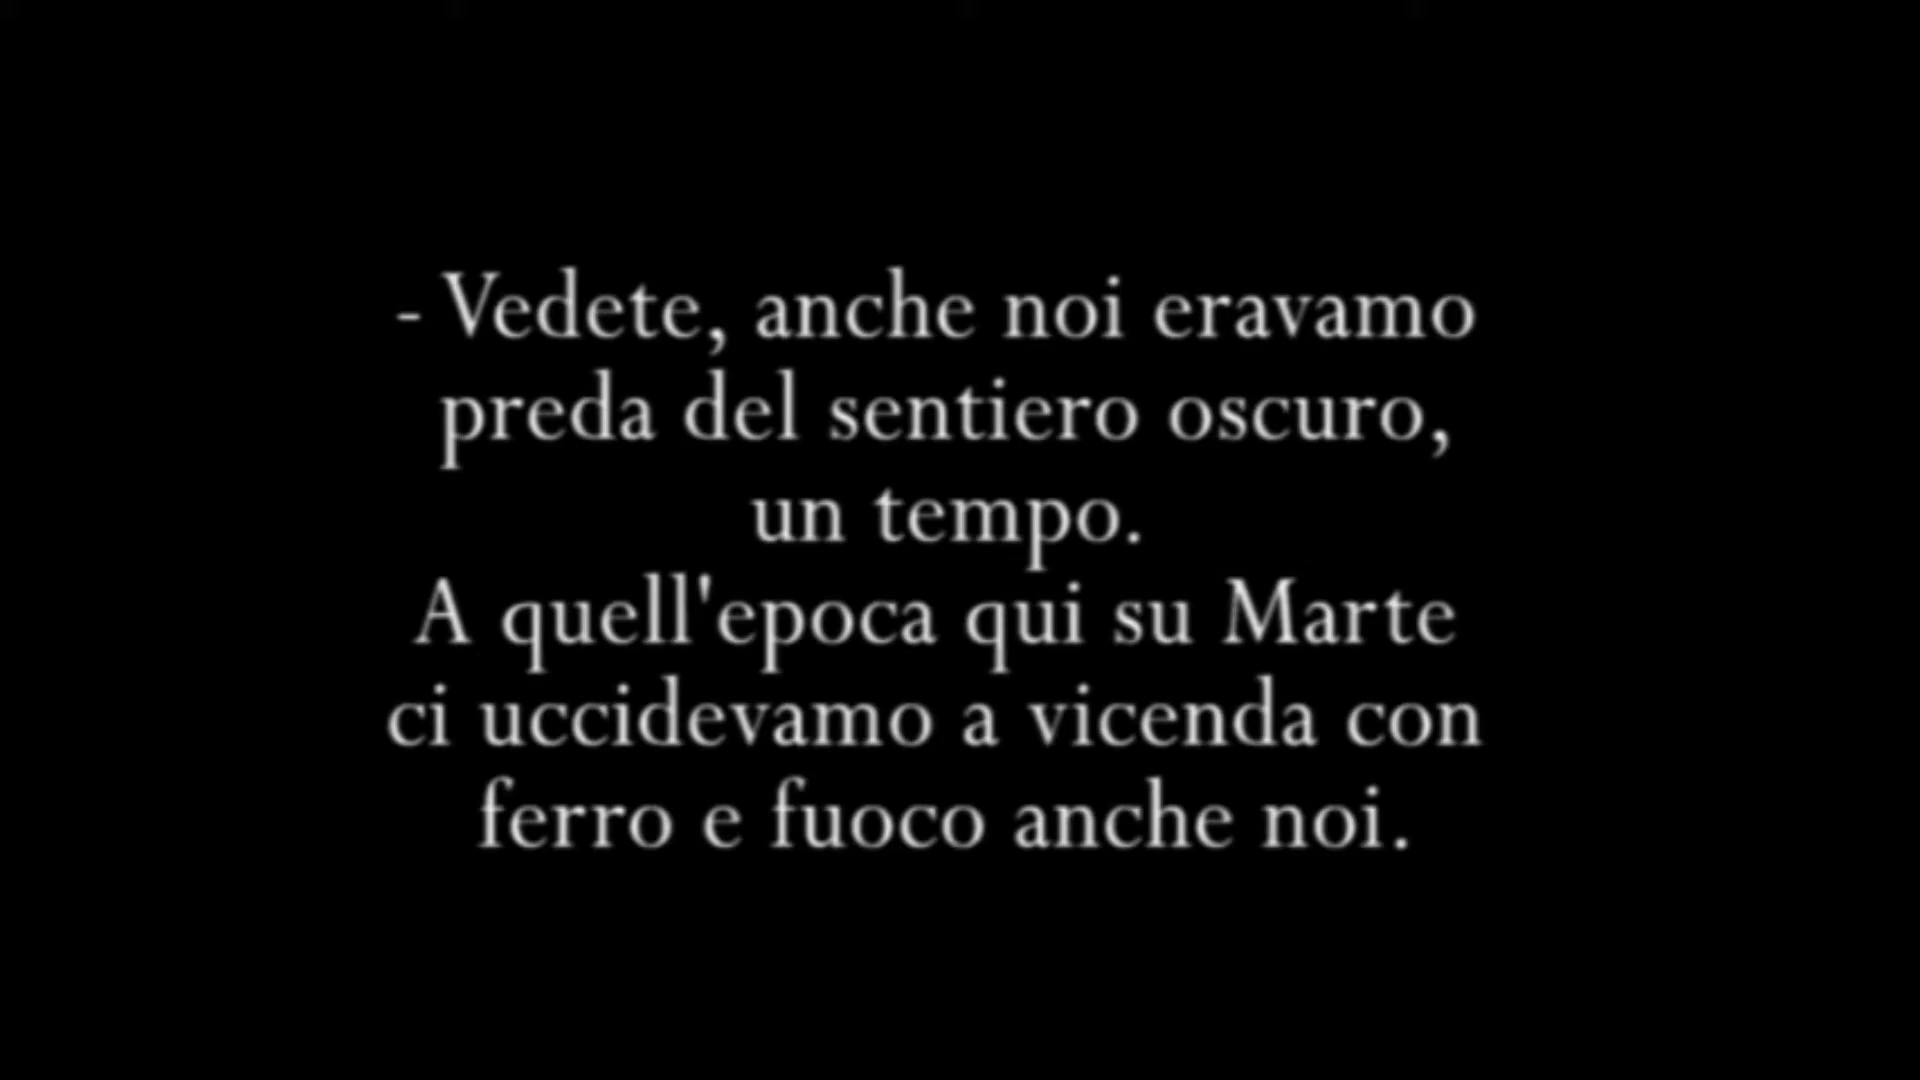 - Vedete, anche noi eravamo
preda del sentiero oscuro,
un tempo.
A quell'epoca qui su Marte
ci uccidevamo a vicenda con
ferro e fuoco anche noi.